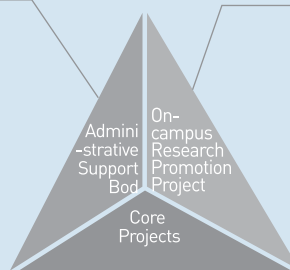 Admini
-strative
Support
Bod
On-
campus
Research
Promotion
Project
Core
Projects